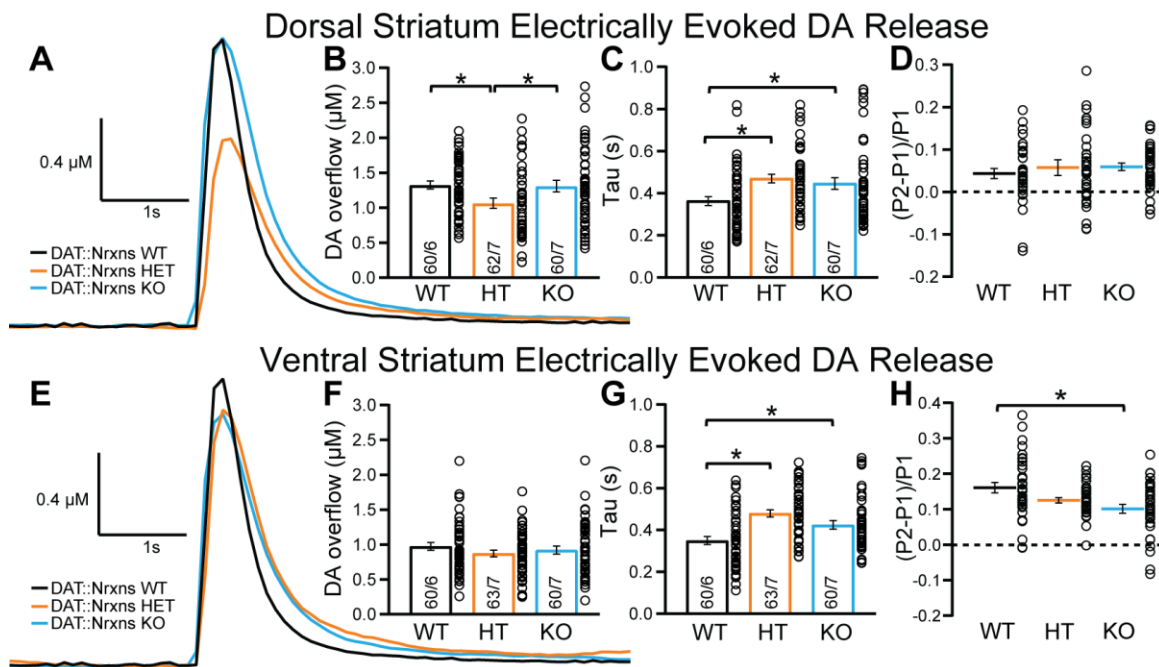 Dorsal Striatum Electrically Evoked DA Release
A
0.4 µM
1s
DAT::Nrxns WT
DAT::Nrxns HET
DAT::Nrxns KO
B
DA overflow (µM)
3.0
2.5
2.0
1.5
1.0
0.5
0.0
* *
60/6 62/7 60/7
WT HT KO
C
Tau (s)
1.0
0.8
0.6
0.4
0.2
0.0
*
*
60/6 62/7 60/7
WT HT KO
D
(P2-P1)/P1
0.3
0.2
0.1
0.0
-0.1
-0.2
WT HT KO
Ventral Striatum Electrically Evoked DA Release
E
0.4 µM
1s
DAT::Nrxns WT
DAT::Nrxns HET
DAT::Nrxns KO
F
DA overflow (µM)
3.0
2.5
2.0
1.5
1.0
0.5
0.0
60/6 63/7 60/7
WT HT KO
G
Tau (s)
1.0
0.8
0.6
0.4
0.2
0.0
*
*
60/6 63/7 60/7
WT HT KO
H
(P2-P1)/P1
0.4
0.3
0.2
0.1
0.0
-0.1
0.2
*
WT HT KO